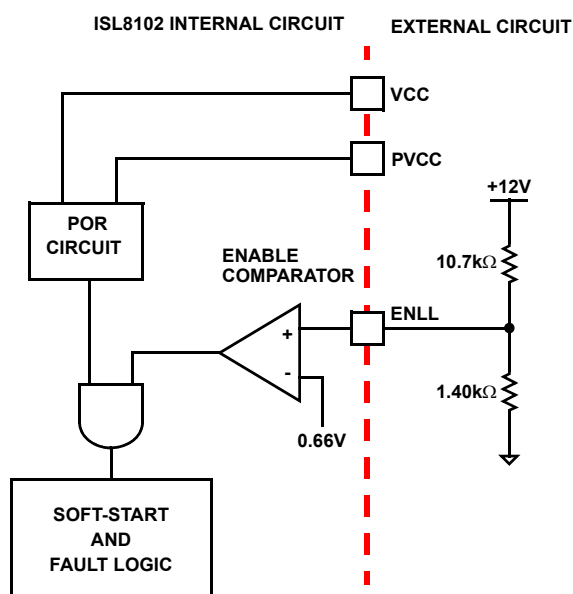 ISL8102 INTERNAL CIRCUIT
EXTERNAL CIRCUIT
VCC
PVCC
+12V
POR
CIRCUIT
10.7kΩ
ENABLE
COMPARATOR
ENLL
+
-
1.40kΩ
0.66V
SOFT-START
AND
FAULT LOGIC